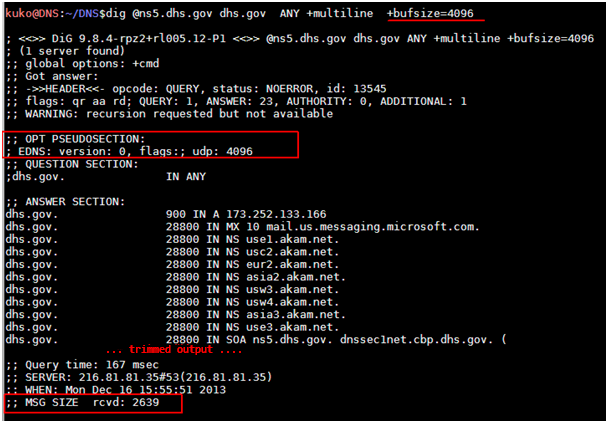 kuko@DNS:~/DNS$dig @ns5.dhs.gov dhs.gov  ANY +multiline  +bufsize=4096
; <<>> DiG 9.8.4-rpz2+rl005.12-P1 <<>> @ns5.dhs.gov dhs.gov ANY +multiline +bufsize=4096
; (1 server found)
;; global options: +cmd
;; Got answer:
;; ->>HEADER<<- opcode: QUERY, status: NOERROR, id: 13545
;; flags: qr aa rd; QUERY: 1, ANSWER: 23, AUTHORITY: 0, ADDITIONAL: 1
;; WARNING: recursion requested but not available
;; OPT PSEUDOSECTION:
; EDNS: version: 0, flags:; udp: 4096
;; QUESTION SECTION:
;dhs.gov.                IN ANY
;; ANSWER SECTION:
dhs.gov.                900 IN A 173.252.133.166
dhs.gov.                28800 IN MX 10 mail.us.messaging.microsoft.com.
dhs.gov.                28800 IN NS use1.akam.net.
dhs.gov.                28800 IN NS usc2.akam.net.
dhs.gov.                28800 IN NS eur2.akam.net.
dhs.gov.                28800 IN NS asia2.akam.net.
dhs.gov.                28800 IN NS usw3.akam.net.
dhs.gov.                28800 IN NS usw4.akam.net.
dhs.gov.                28800 IN NS asia3.akam.net.
dhs.gov.                28800 IN NS use3.akam.net.
dhs.gov.                28800 IN SOA ns5.dhs.gov. dnssec1net.cbp.dhs.gov. (
... trimmed output ....
;; Query time: 167 msec
;; SERVER: 216.81.81.35#53(216.81.81.35)
;; WHEN: Mon Dec 16 15:55:51 2013
;; MSG SIZE  rcvd: 2639